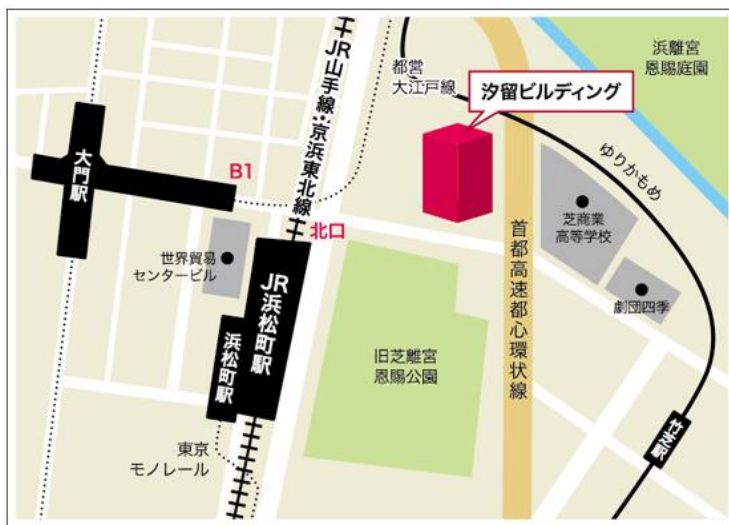 浜離宮
恩賜庭園
JR山手線・京浜東北線
都営
大江戸線
汐留ビルディング
大門駅
B1
ゆりかもめ
北口
芝商業
高等学校
世界貿易
センタービル
首都高速都心環状線
JR浜松町駅
劇団四季
浜松町駅
旧芝離宮
恩賜公園
竹芝駅
東京
モノレール